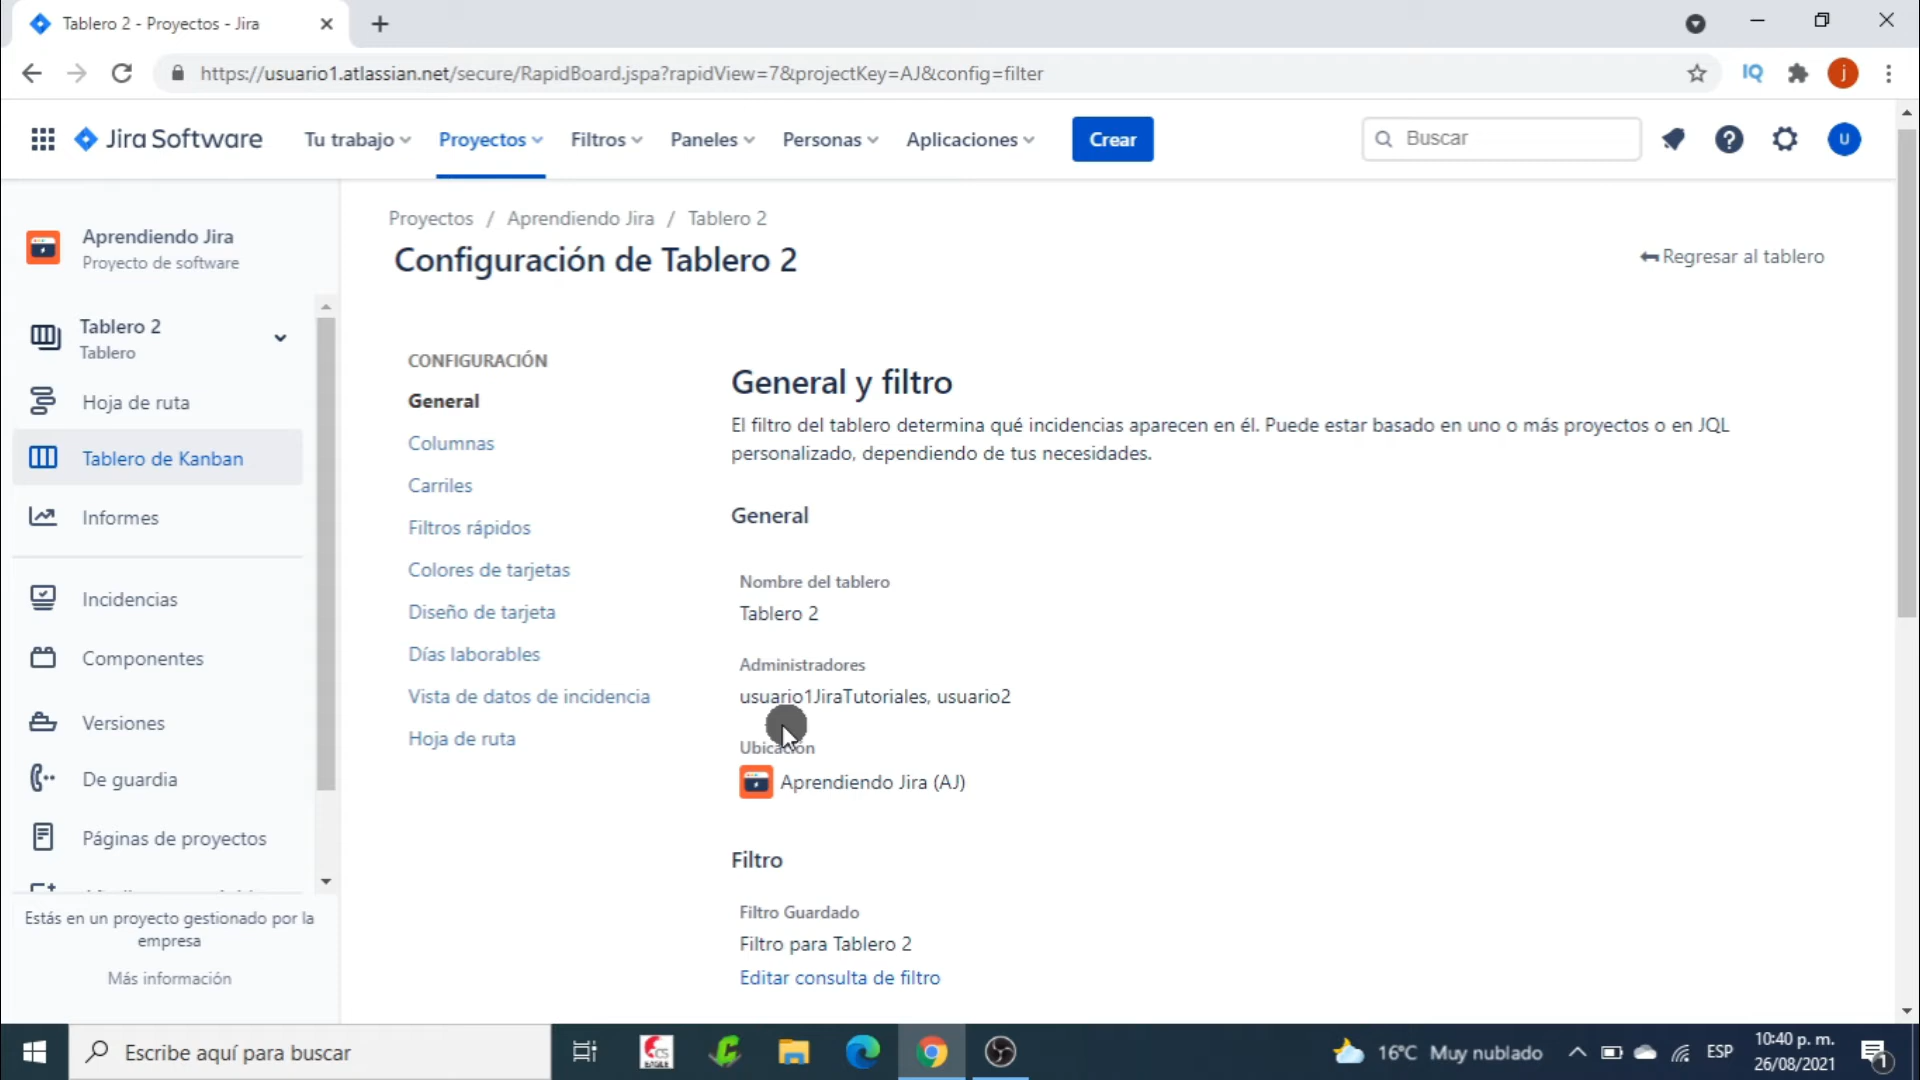 Tablero 2 - Proyectos - Jira
https://usuario1.atlassian.net/secure/RapidBoard.jspa?rapidView=7&projectKey=AJ&config=filter
IQ
j
Jira Software
Tu trabajo
Proyectos
Filtros
Paneles
Personas
Aplicaciones
Crear
Buscar
U
Aprendiendo Jira
Proyecto de software
Tablero 2
Tablero
Hoja de ruta
Tablero de Kanban
Informes
Incidencias
Componentes
Versiones
De guardia
Páginas de proyectos
Estás en un proyecto gestionado por la
empresa
Más información
Proyectos / Aprendiendo Jira / Tablero 2
Configuración de Tablero 2
Regresar al tablero
CONFIGURACIÓN
General
Columnas
Carriles
Filtros rápidos
Colores de tarjetas
Diseño de tarjeta
Días laborables
Vista de datos de incidencia
Hoja de ruta
General y filtro
El filtro del tablero determina qué incidencias aparecen en él. Puede estar basado en uno o más proyectos o en JQL
personalizado, dependiendo de tus necesidades.
General
Nombre del tablero
Tablero 2
Administradores
usuario1JiraTutoriales, usuario2
Ubicación
Aprendiendo Jira (AJ)
Filtro
Filtro Guardado
Filtro para Tablero 2
Editar consulta de filtro
Escribe aquí para buscar
16°C Muy nublado
ESP
10:40 p. m.
26/08/2021
1